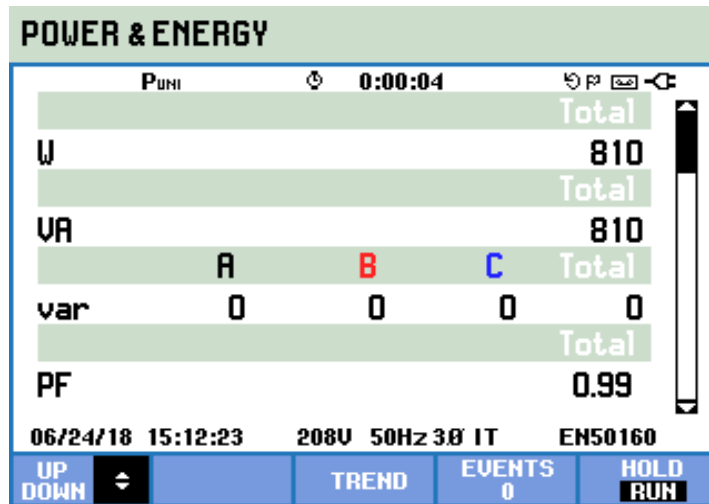 POWER & ENERGY
PUNI 0:00:04
Total
W 810
Total
VA 810
A B C Total
var 0 0 0 0
Total
PF 0.99
06/24/18 15:12:23 208V 50Hz 3Ø IT EN50160
UP DOWN TREND EVENTS 0 HOLD RUN